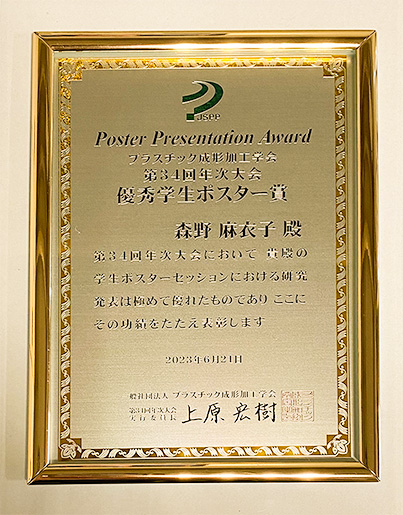 Jsee
Poster Presentation Award
プラスチック成形加工学会
第34回年次大会
優秀学生ポスター賞
森野 麻衣子 殿
第34回年次大会において 貴殿の
学生ポスターセッションにおける研究
発表は極めて優れたものであり ここに
その功績をたたえ表彰します
2023年6月21日
一般社団法人 プラスチック成形加工学会
第34回年次大会
実行委員長 上原 宏樹